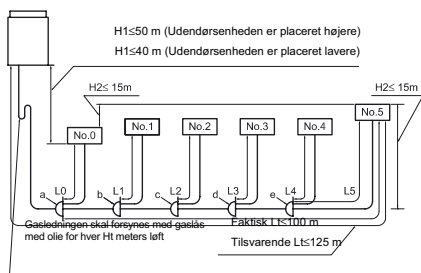 H1≤50 m (Udendørsenheden er placeret højere)
H1≤40 m (Udendørsenheden er placeret lavere)
H2≤ 15m
H2≤ 15m
No.0
No.1
No.2
No.3
No.4
No.5
a
L0
b
L1
c
L2
d
L3
e
L4
L5
Gasledningen skal forsynes med gaslås
med olie for hver Ht meters løft
Faktisk Lt≤100 m
Tilsvarende Lt≤125 m